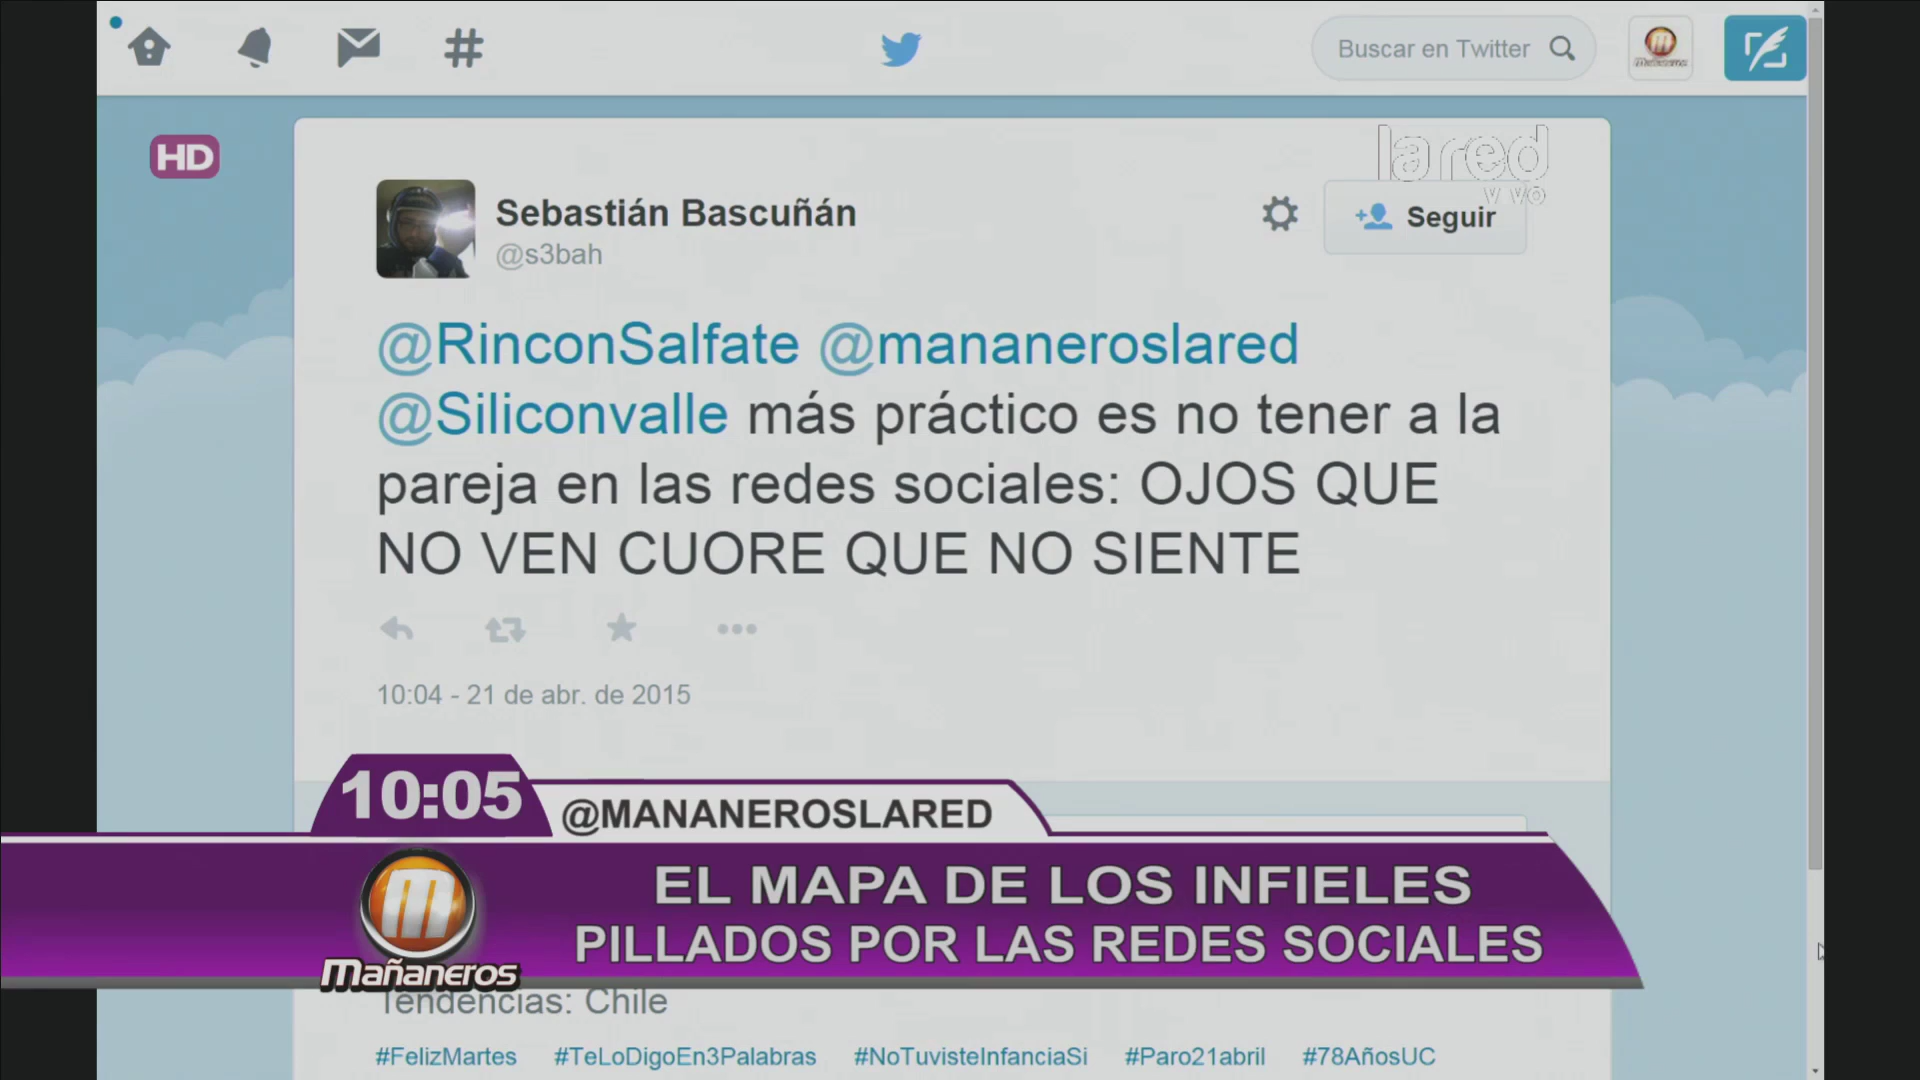 Buscar en Twitter
Mañaneros
HD
lared
vivo
Sebastián Bascuñán
@s3bah
Seguir
@RinconSalfate @mananeroslared
@Siliconvalle más práctico es no tener a la
pareja en las redes sociales: OJOS QUE
NO VEN CUORE QUE NO SIENTE
10:04 - 21 de abr. de 2015
10:05
@MANANEROSLARED
EL MAPA DE LOS INFIELES
PILLADOS POR LAS REDES SOCIALES
Mañaneros
Tendencias: Chile
#FelizMartes #TeLoDigoEn3Palabras #NoTuvisteInfanciaSi #Paro21abril #78AñosUC